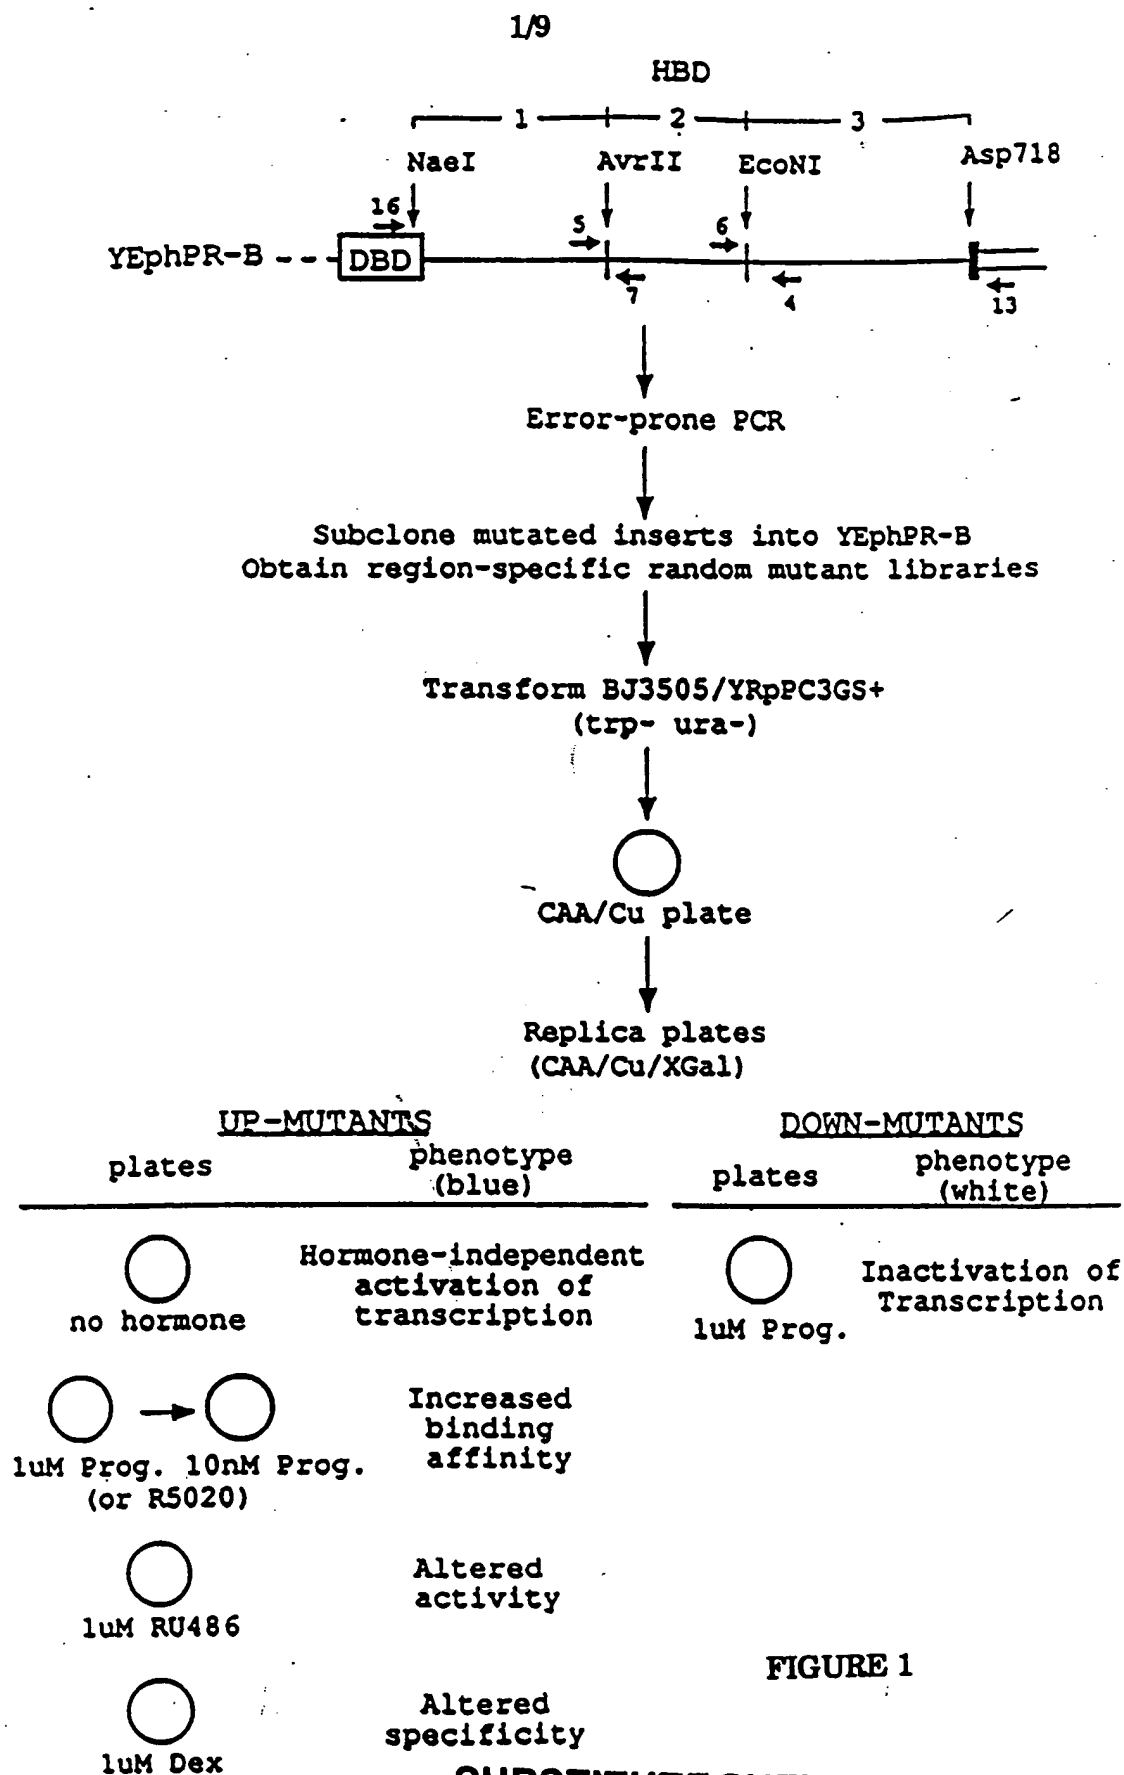 1/9
HBD
1 2 3
NaeI AvrII EcoNI Asp718
16 5 6
YEphPR-B DBD
7 4 13
Error-prone PCR
Subclone mutated inserts into YEphPR-B
Obtain region-specific random mutant libraries
Transform BJ3505/YRpPC3GS+
(trp- ura-)
CAA/Cu plate
Replica plates
(CAA/Cu/XGal)
UP-MUTANTS
plates phenotype
(blue)
DOWN-MUTANTS
plates phenotype
(white)
no hormone
Hormone-independent
activation of
transcription
1uM Prog.
Inactivation of
Transcription
1uM Prog. 10nM Prog.
(or R5020)
Increased
binding
affinity
1uM RU486
Altered
activity
1uM Dex
Altered
specificity
FIGURE 1